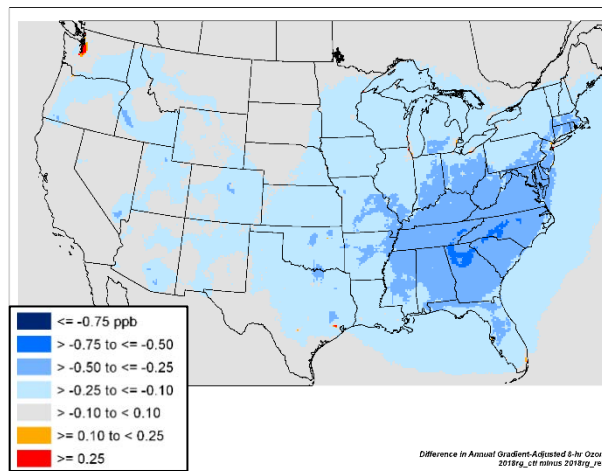 <= -0.75 ppb
> -0.75 to <= -0.50
> -0.50 to <= -0.25
> -0.25 to <= -0.10
> -0.10 to < 0.10
>= 0.10 to < 0.25
>= 0.25
Difference in Annual Gradient-Adjusted 8-hr Ozo
2018rg_ctl minus 2018rg_re